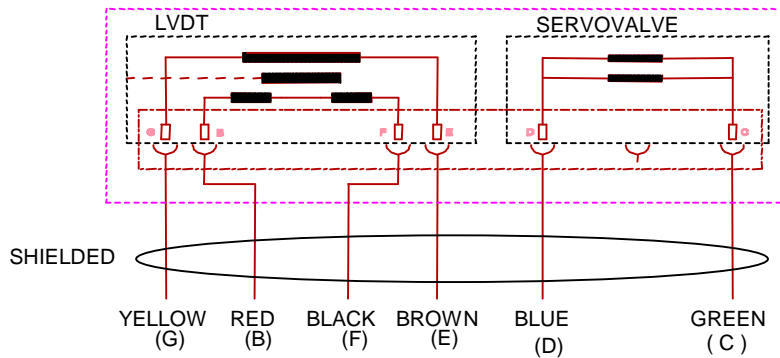 LVDT
SERVOVALVE
G B F E D C
SHIELDED
YELLOW RED BLACK BROWN BLUE GREEN
(G) (B) (F) (E) (D) ( C )